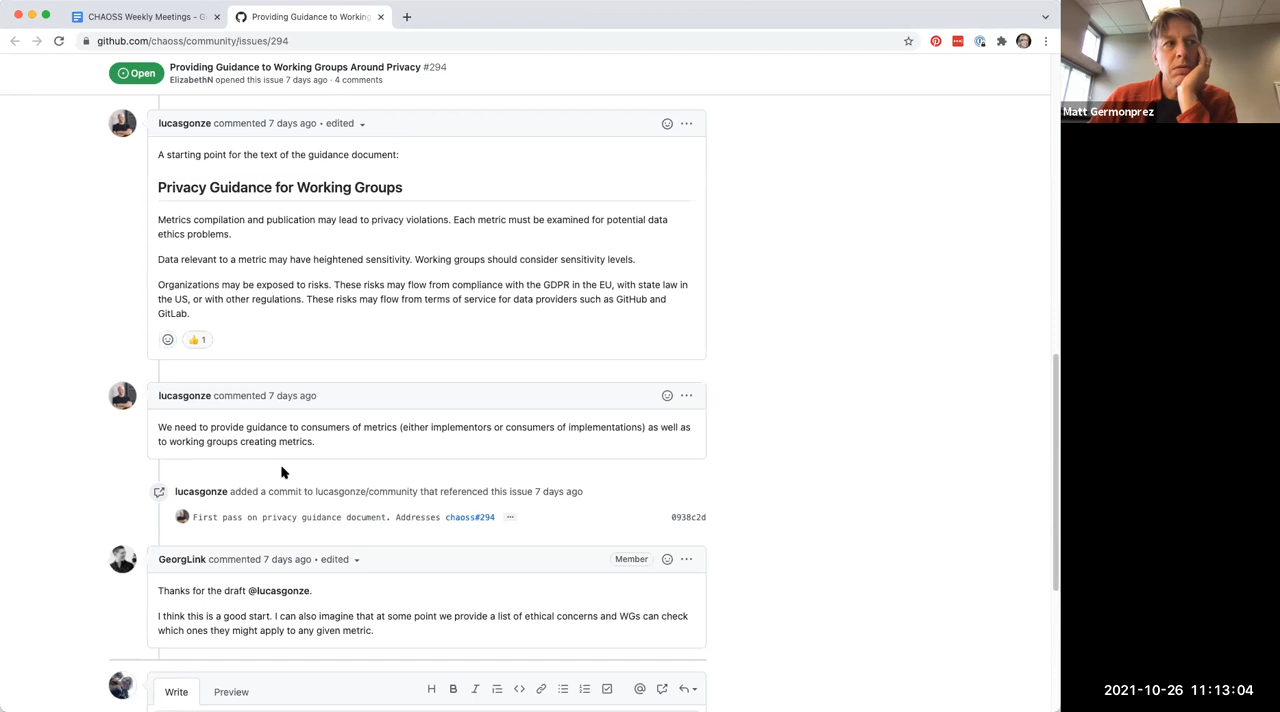 CHAOSS Weekly Meetings - G
Providing Guidance to Working
github.com/chaoss/community/issues/294
Open
Providing Guidance to Working Groups Around Privacy #294
ElizabethN opened this issue 7 days ago · 4 comments
lucasgonze commented 7 days ago • edited
A starting point for the text of the guidance document:
Privacy Guidance for Working Groups
Metrics compilation and publication may lead to privacy violations. Each metric must be examined for potential data
ethics problems.
Data relevant to a metric may have heightened sensitivity. Working groups should consider sensitivity levels.
Organizations may be exposed to risks. These risks may flow from compliance with the GDPR in the EU, with state law in
the US, or with other regulations. These risks may flow from terms of service for data providers such as GitHub and
GitLab.
👍 1
lucasgonze commented 7 days ago
We need to provide guidance to consumers of metrics (either implementors or consumers of implementations) as well as
to working groups creating metrics.
lucasgonze added a commit to lucasgonze/community that referenced this issue 7 days ago
First pass on privacy guidance document. Addresses chaoss#294 ··· 0938c2d
GeorgLink commented 7 days ago • edited
Member
Thanks for the draft @lucasgonze.
I think this is a good start. I can also imagine that at some point we provide a list of ethical concerns and WGs can check
which ones they might apply to any given metric.
Write
Preview
H B I @
Matt Germonprez
2021-10-26 11:13:04